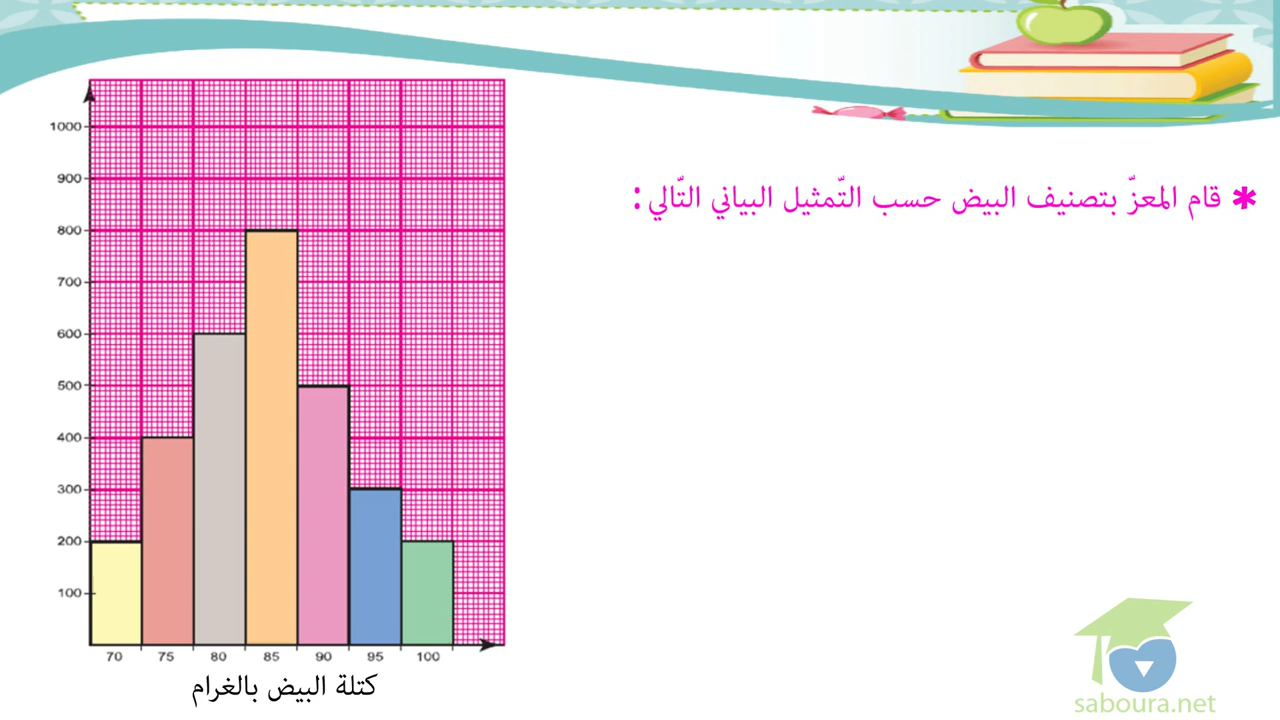 ✱ قام المعزّ بتصنيف البيض حسب التّمثيل البياني التّالي :
1000
900
800
700
600
500
400
300
200
100
70 75 80 85 90 95 100
كتلة البيض بالغرام
saboura.net